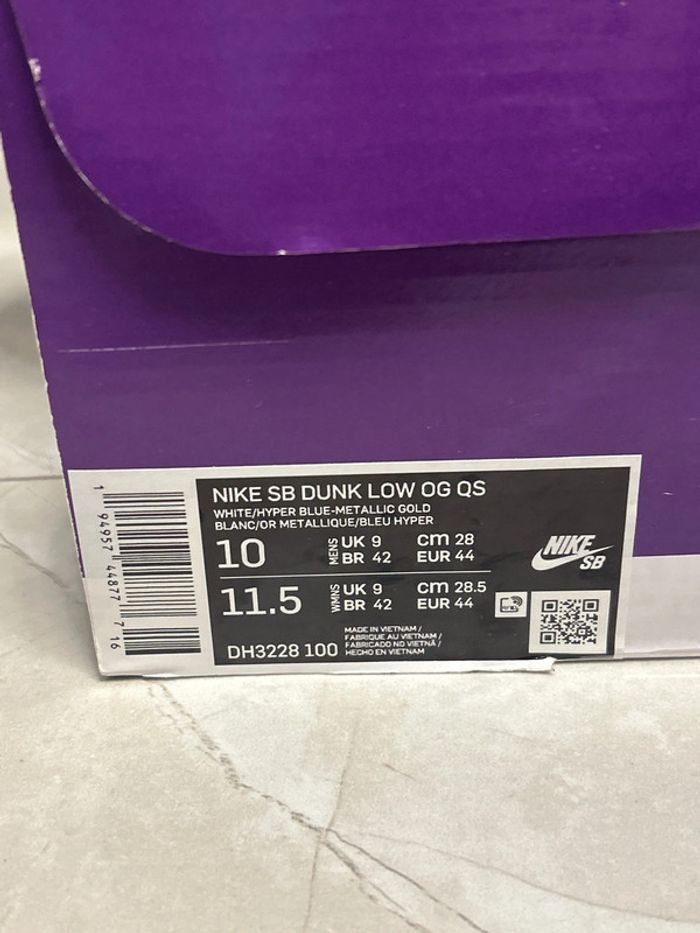 NIKE SB DUNK LOW OG QS
WHITE/HYPER BLUE-METALLIC GOLD
BLANC/OR METALLIQUE/BLEU HYPER
10 MENS UK 9 cm 28
BR 42 EUR 44
11.5 WMNS UK 9 cm 28.5
BR 42 EUR 44
DH3228 100
MADE IN VIETNAM /
FABRIQUE AU VIETNAM /
FABRICADO NO VIETNÃ /
HECHO EN VIETNAM
NIKE
SB
1 94957 44877 7 16